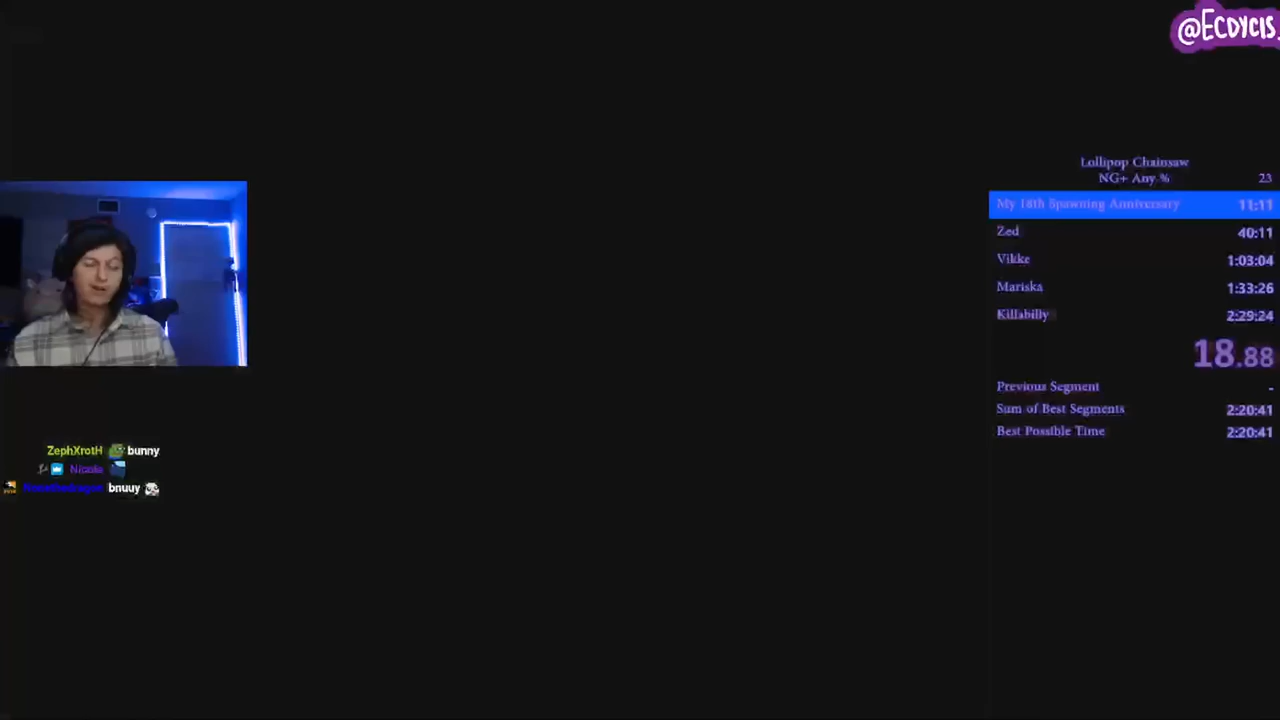 @ECDYCIS_
Lollipop Chainsaw
NG+ Any % 23
My 18th Spawning Anniversary 11:11
Zed 40:11
Vikke 1:03:04
Mariska 1:33:26
Killabilly 2:29:24
18.88
Previous Segment -
Sum of Best Segments 2:20:41
Best Possible Time 2:20:41
ZephXrotH bunny
bnuuy